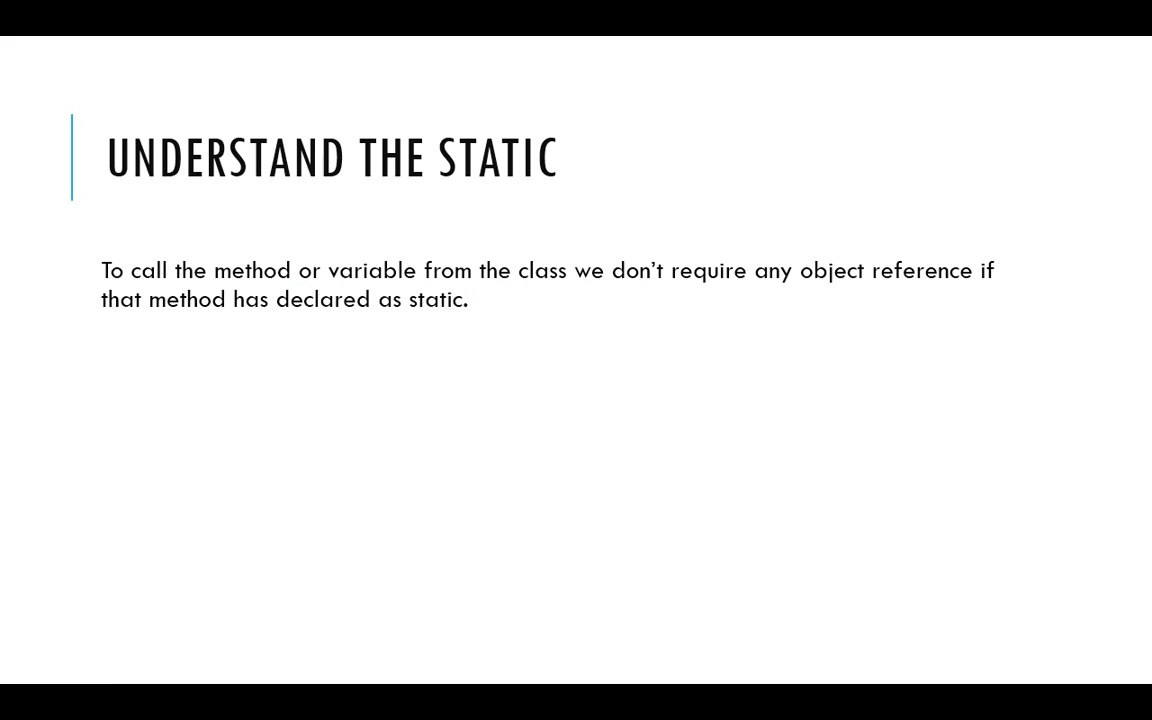 UNDERSTAND THE STATIC
To call the method or variable from the class we don’t require any object reference if
that method has declared as static.